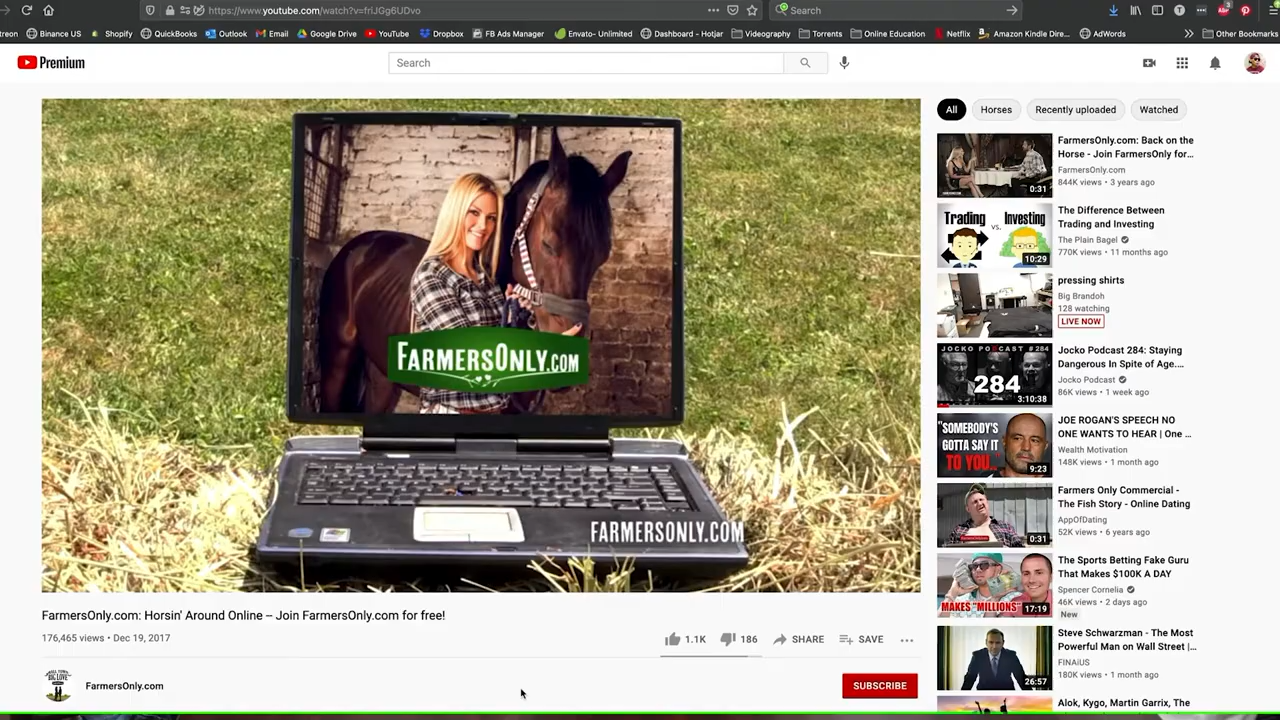 https://www.youtube.com/watch?v=friJGg6UDvo
Search
Binance US
Shopify
QuickBooks
Outlook
Email
Google Drive
YouTube
Dropbox
FB Ads Manager
Envato- Unlimited
Dashboard - Hotjar
Videography
Torrents
Online Education
Netflix
Amazon Kindle Dire...
AdWords
Other Bookmarks
Premium
Search
FARMERSONLY.COM
FARMERSONLY.COM
FarmersOnly.com: Horsin' Around Online – Join FarmersOnly.com for free!
176,465 views • Dec 19, 2017
1.1K
186
SHARE
SAVE
FarmersOnly.com
SUBSCRIBE
All
Horses
Recently uploaded
Watched
FarmersOnly.com: Back on the
Horse - Join FarmersOnly for...
FarmersOnly.com
844K views • 3 years ago
0:31
Trading
vs.
Investing
10:29
The Difference Between
Trading and Investing
The Plain Bagel
770K views • 11 months ago
pressing shirts
Big Brandoh
128 watching
LIVE NOW
JOCKO PODCAST #284
284
3:10:38
Jocko Podcast 284: Staying
Dangerous In Spite of Age....
Jocko Podcast
86K views • 1 week ago
"SOMEBODY'S
GOTTA SAY IT
TO YOU..
9:23
JOE ROGAN'S SPEECH NO
ONE WANTS TO HEAR | One ...
Wealth Motivation
148K views • 1 month ago
0:31
Farmers Only Commercial -
The Fish Story - Online Dating
AppOfDating
52K views • 6 years ago
MAKES "MILLIONS"
17:19
The Sports Betting Fake Guru
That Makes $100K A DAY
Spencer Cornelia
46K views • 2 days ago
New
26:57
Steve Schwarzman - The Most
Powerful Man on Wall Street |...
FINAiUS
180K views • 1 month ago
Alok, Kygo, Martin Garrix, The